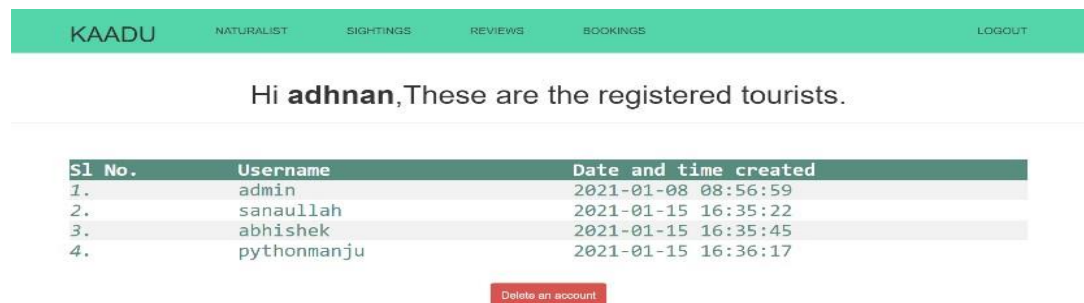 KAADU NATURALIST SIGHTINGS REVIEWS BOOKINGS LOGOUT
Hi adhnan,These are the registered tourists.
Sl No. Username Date and time created
1. admin 2021-01-08 08:56:59
2. sanaullah 2021-01-15 16:35:22
3. abhishek 2021-01-15 16:35:45
4. pythonmanju 2021-01-15 16:36:17
Delete an account